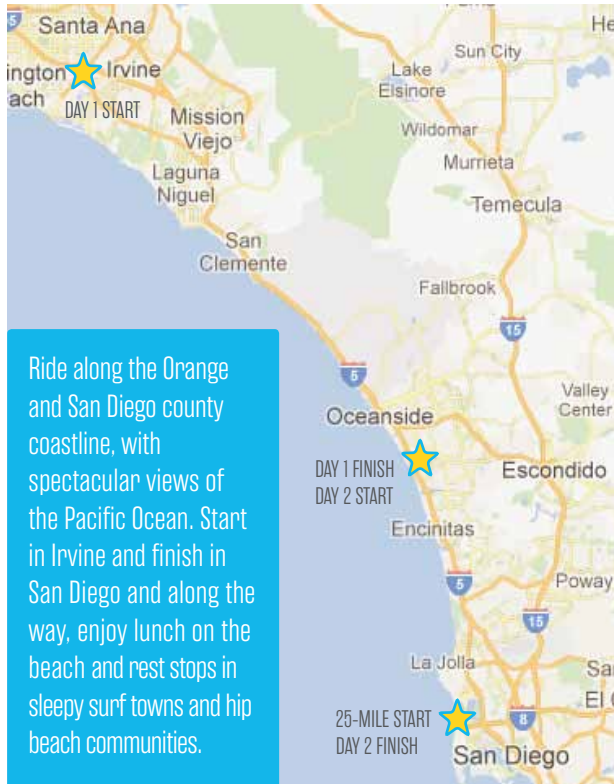 Santa Ana
Irvine
ington
ach
DAY 1 START
Mission
Viejo
Laguna
Niguel
San
Clemente
5
He
Sun City
Lake
Elsinore
Wildomar
Murrieta
Temecula
Fallbrook
15
5
Oceanside
Valley
Center
DAY 1 FINISH
DAY 2 START
Escondido
Encinitas
5
Poway
15
La Jolla
Sa
El C
25-MILE START
DAY 2 FINISH
8
San Diego
Ride along the Orange
and San Diego county
coastline, with
spectacular views of
the Pacific Ocean. Start
in Irvine and finish in
San Diego and along the
way, enjoy lunch on the
beach and rest stops in
sleepy surf towns and hip
beach communities.